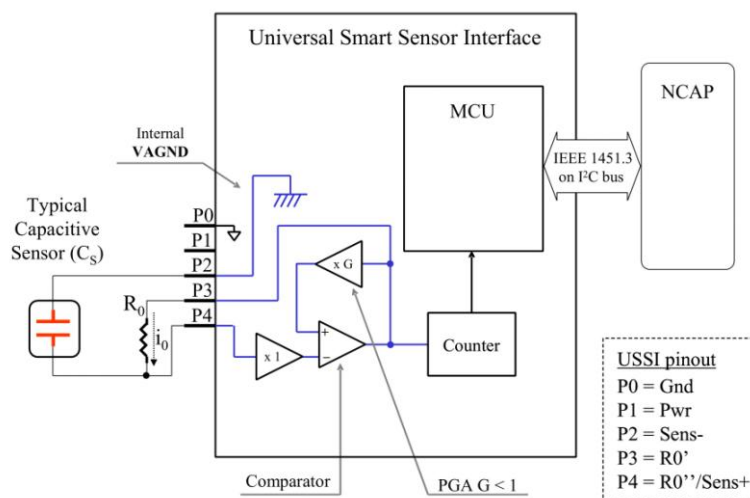 Universal Smart Sensor Interface
MCU
NCAP
IEEE 1451.3
on I²C bus
Internal
VAGND
Typical
Capacitive
Sensor (CS)
P0
P1
P2
P3
P4
R0
i0
x G
x 1
+
−
Counter
Comparator
PGA G < 1
USSI pinout
P0 = Gnd
P1 = Pwr
P2 = Sens-
P3 = R0'
P4 = R0''/Sens+